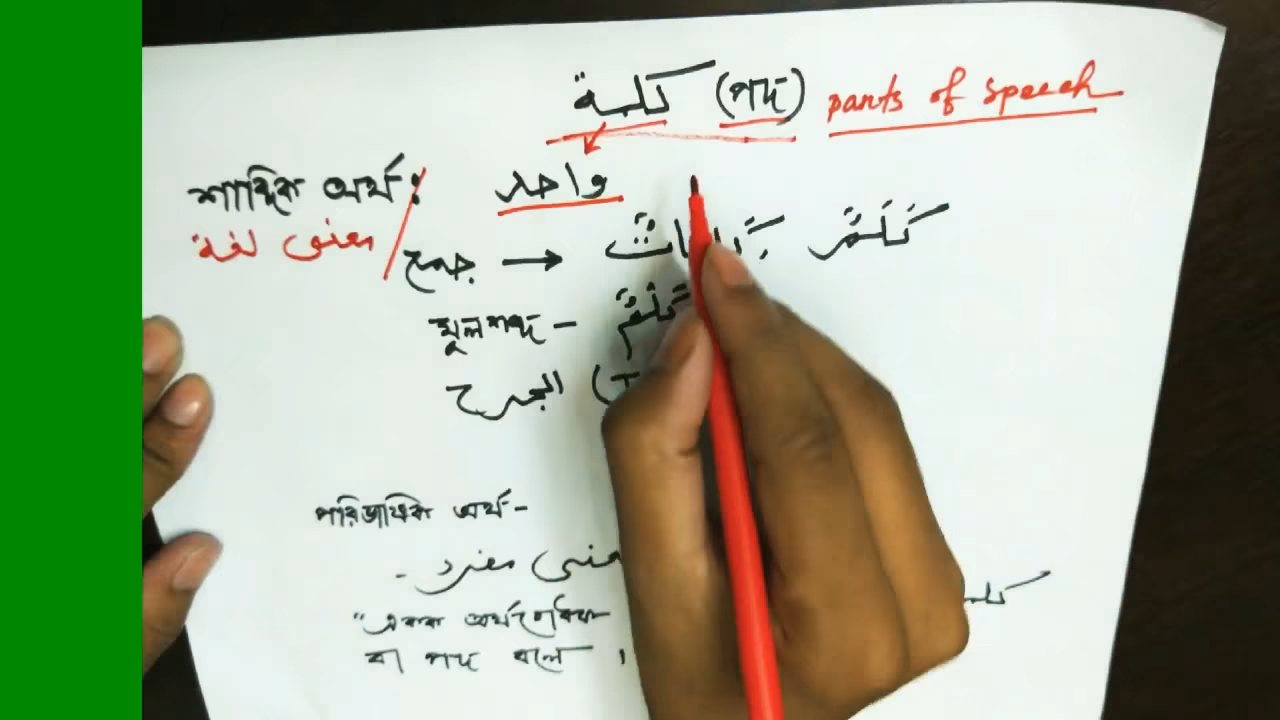 كلمة (পদ) parts of speech
শাব্দিক অর্থ: واحد
معنى لغة
جمع → كَلِمٌ
মূলশব্দ - كَلْمٌ
الجرح (
পারিভাষিক অর্থ-
معنى مفرد -
"একক অর্থবোধক
বা পদ বলে ।